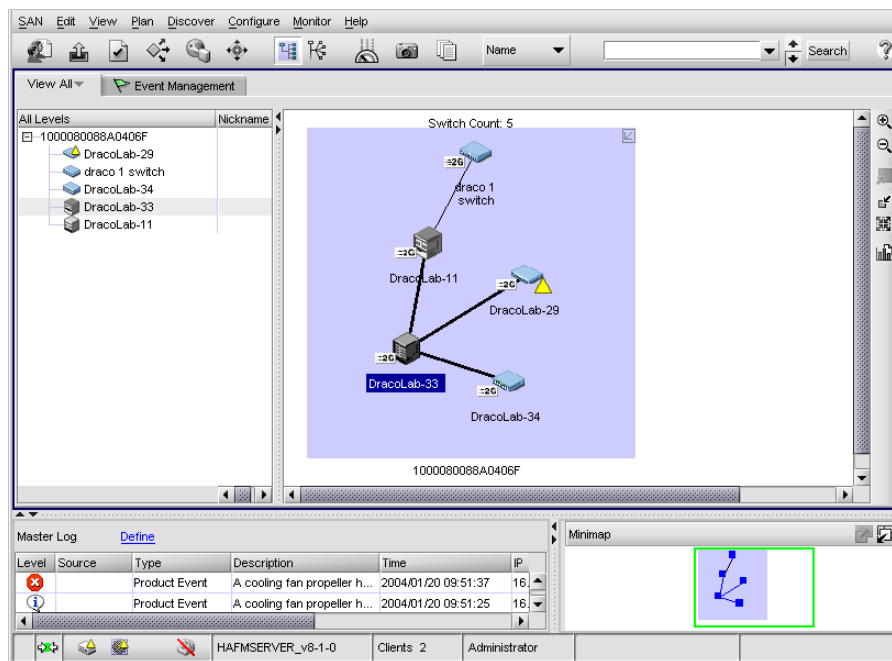 SAN Edit View Plan Discover Configure Monitor Help
Name Search ?
View All Event Management
All Levels Nickname
1000080088A0406F
DracoLab-29
draco 1 switch
DracoLab-34
DracoLab-33
DracoLab-11
Switch Count: 5
=2G
draco 1
switch
=2G
DracoLab-11
=2G
DracoLab-29
=2G
DracoLab-33
=2G
DracoLab-34
1000080088A0406F
Master Log Define
Level Source Type Description Time IP
Product Event A cooling fan propeller h... 2004/01/20 09:51:37 16.
Product Event A cooling fan propeller h... 2004/01/20 09:51:25 16.
Minimap
HAFMSERVER_v8-1-0 Clients 2 Administrator